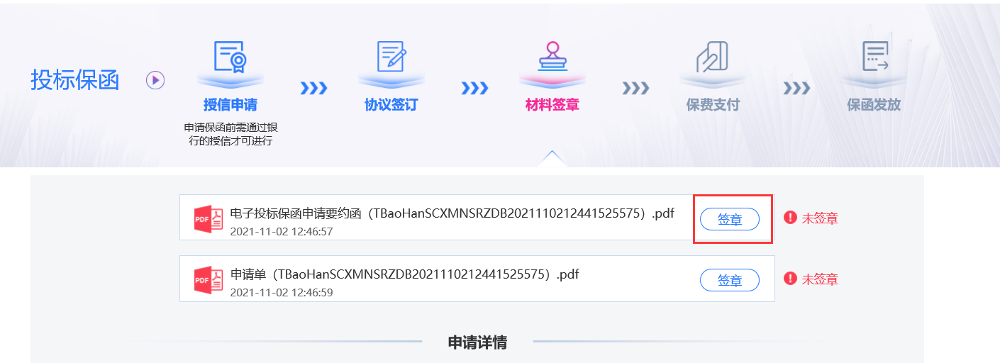 投标保函
授信申请
协议签订
材料签章
保费支付
保函发放
申请保函前需通过银
行的授信才可进行
PDF
电子投标保函申请要约函（TBaoHanSCXMNSRZDB2021110212441525575）.pdf
2021-11-02 12:46:57
签章
未签章
PDF
申请单（TBaoHanSCXMNSRZDB2021110212441525575）.pdf
2021-11-02 12:46:59
签章
未签章
申请详情